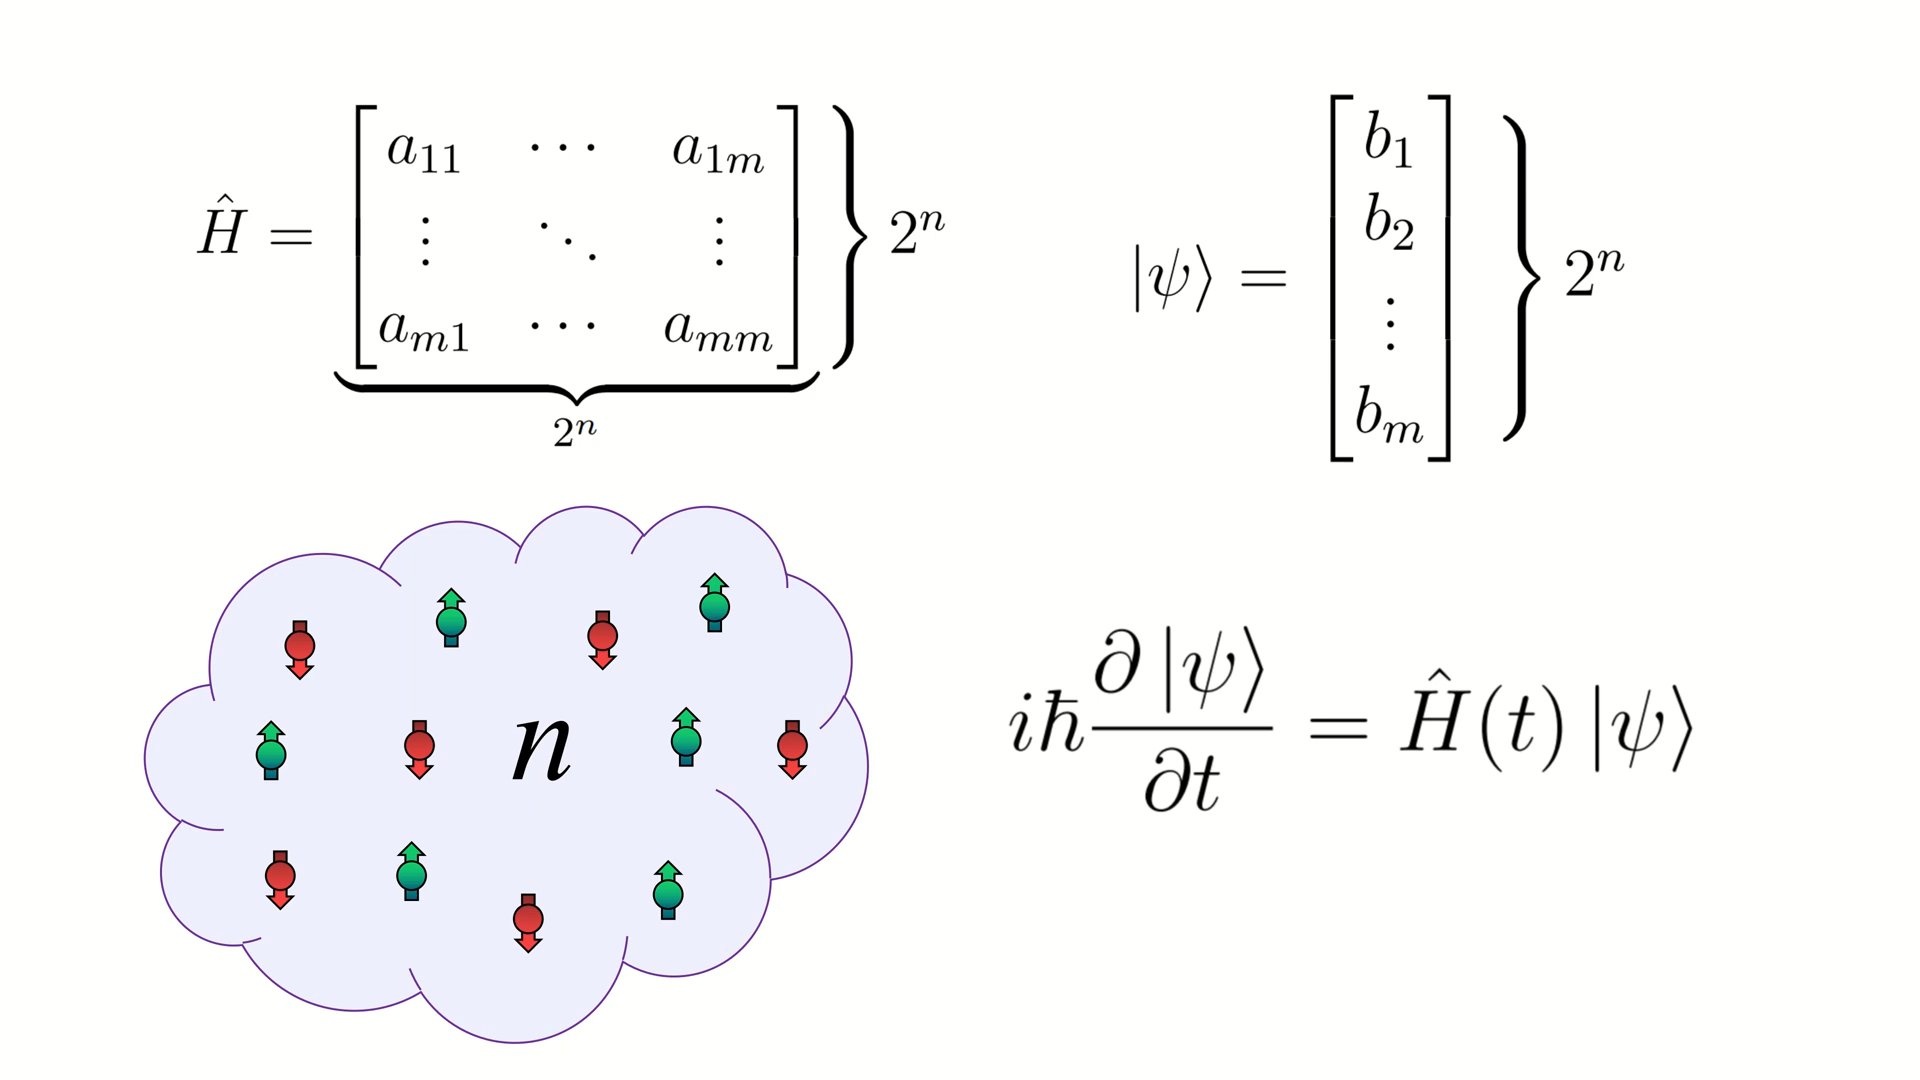 Ĥ = [ a₁₁ ⋯ a₁ₘ
⋮ ⋱ ⋮
aₘ₁ ⋯ aₘₘ ] } 2ⁿ
2ⁿ
|ψ⟩ = [ b₁
b₂
⋮
bₘ ] } 2ⁿ
n
iħ ∂|ψ⟩/∂t = Ĥ(t)|ψ⟩